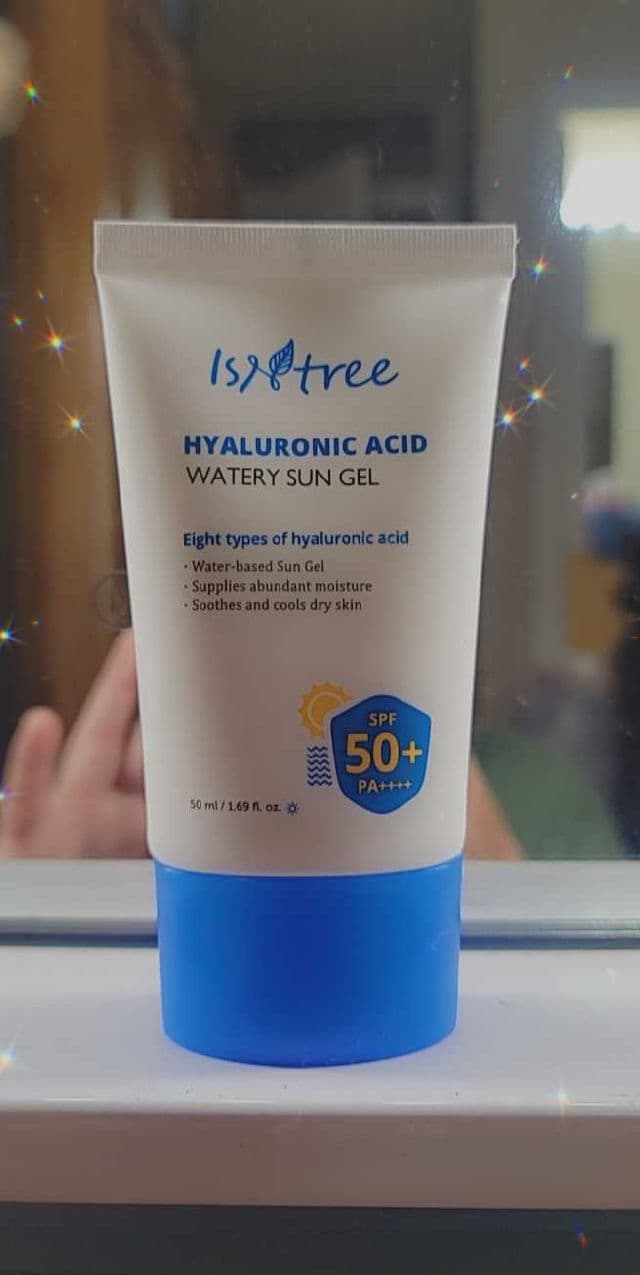 Isntree
HYALURONIC ACID
WATERY SUN GEL
Eight types of hyaluronic acid
· Water-based Sun Gel
· Supplies abundant moisture
· Soothes and cools dry skin
SPF
50+
PA++++
50 ml / 1.69 fl. oz.